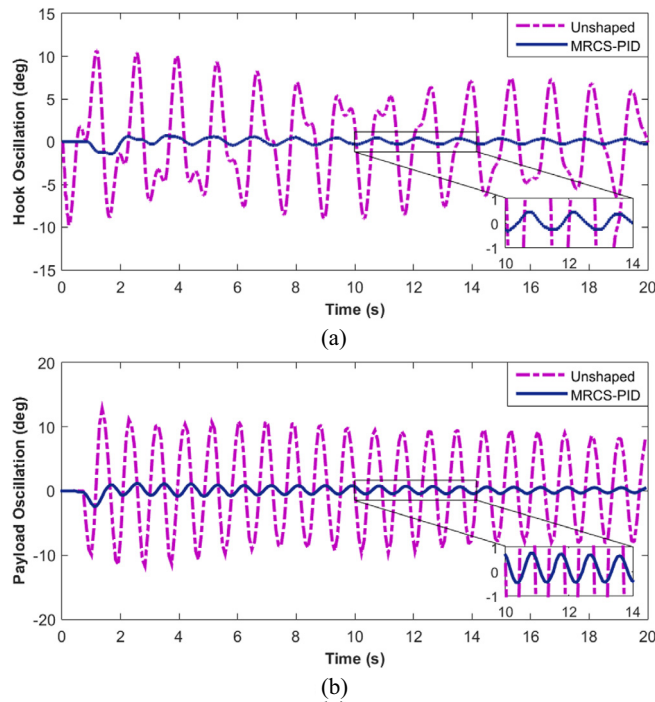 15
10
5
0
-5
-10
-15
Hook Oscillation (deg)
Unshaped
MRCS-PID
1
0
-1
10 12 14
0 2 4 6 8 10 12 14 16 18 20
Time (s)
(a)
20
10
0
-10
-20
Payload Oscillation (deg)
Unshaped
MRCS-PID
1
0
-1
10 12 14
0 2 4 6 8 10 12 14 16 18 20
Time (s)
(b)